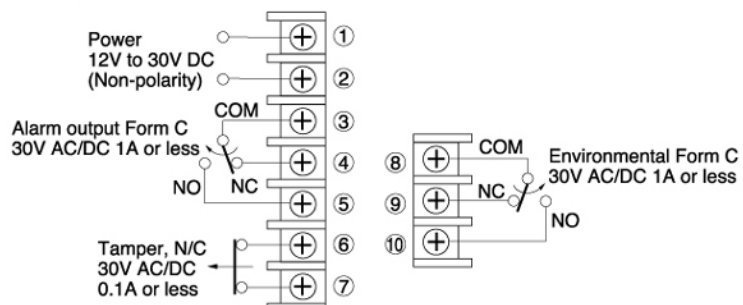 Power
12V to 30V DC
(Non-polarity)
①
②
COM
③
Alarm output Form C
30V AC/DC 1A or less
④
NO
NC
⑤
Tamper, N/C
30V AC/DC
0.1A or less
⑥
⑦
⑧
COM
Environmental Form C
30V AC/DC 1A or less
⑨
NC
NO
⑩